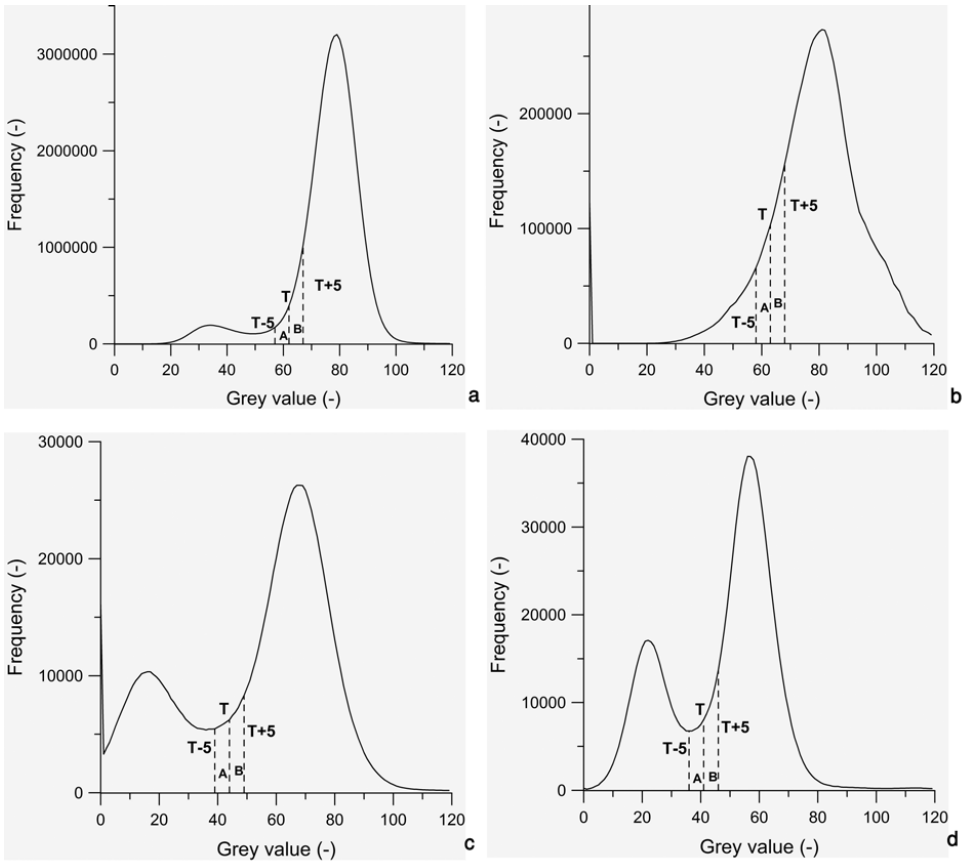 Frequency (-)
3000000
2000000
1000000
0
T-5
T
T+5
A
B
0 20 40 60 80 100 120
Grey value (-)
a
Frequency (-)
200000
100000
0
T-5
T
T+5
A
B
0 20 40 60 80 100 120
Grey value (-)
b
Frequency (-)
30000
20000
10000
0
T-5
T
T+5
A
B
0 20 40 60 80 100 120
Grey value (-)
c
Frequency (-)
40000
30000
20000
10000
0
T-5
T
T+5
A
B
0 20 40 60 80 100 120
Grey value (-)
d